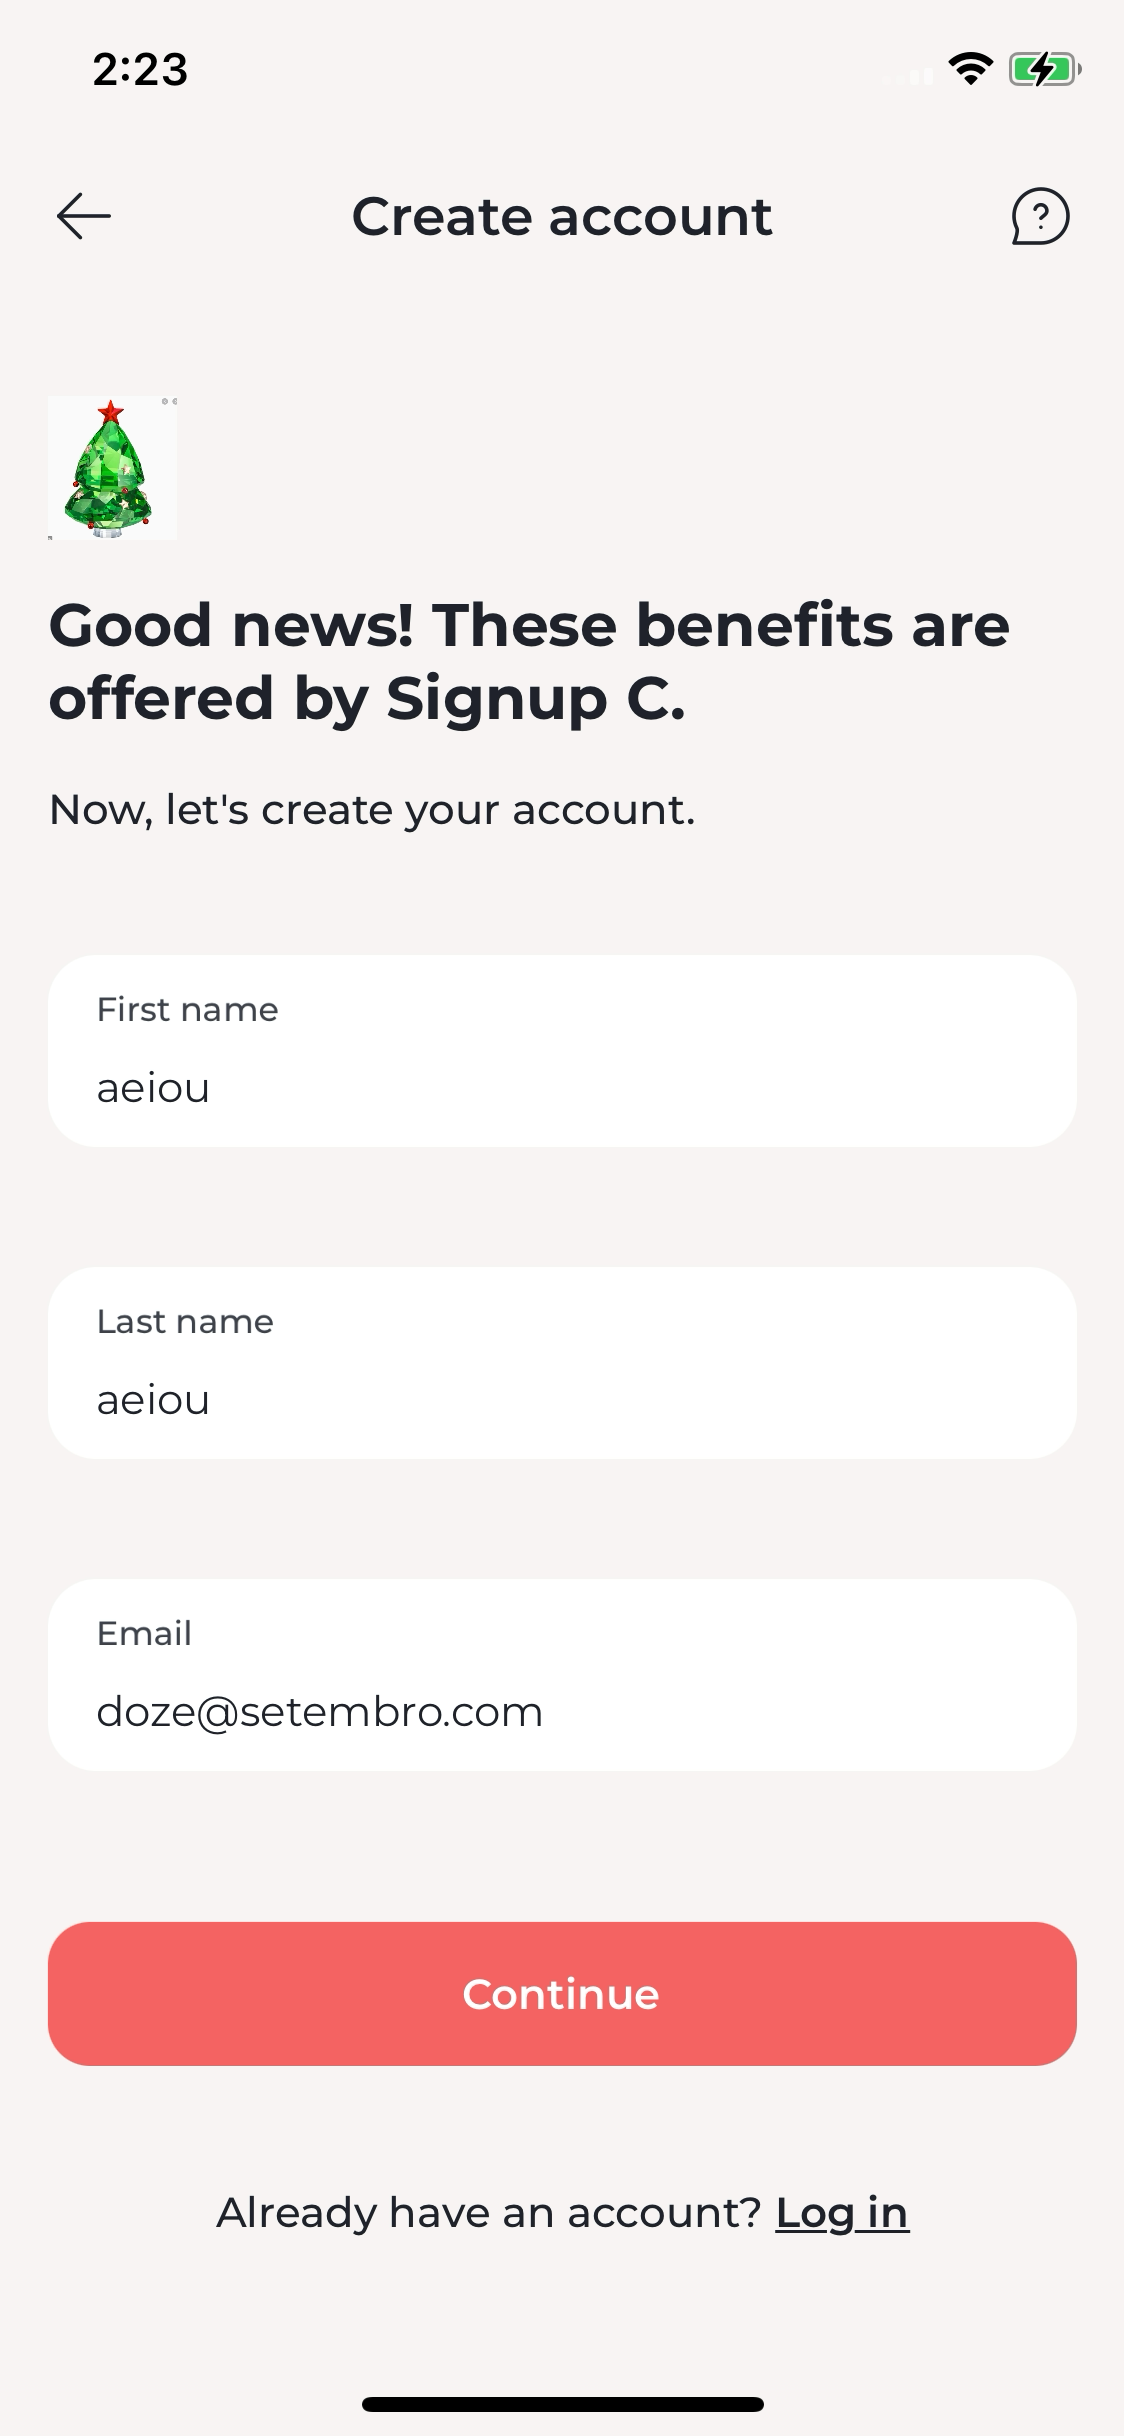 2:23
Create account
Good news! These benefits are
offered by Signup C.
Now, let's create your account.
First name
aeiou
Last name
aeiou
Email
doze@setembro.com
Continue
Already have an account? Log in